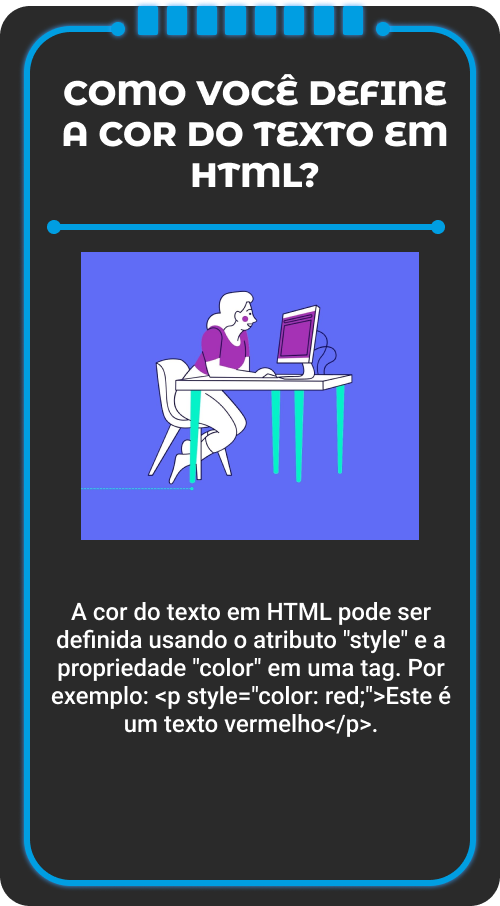 COMO VOCÊ DEFINE
A COR DO TEXTO EM
HTML?
A cor do texto em HTML pode ser
definida usando o atributo "style" e a
propriedade "color" em uma tag. Por
exemplo: <p style="color: red;">Este é
um texto vermelho</p>.